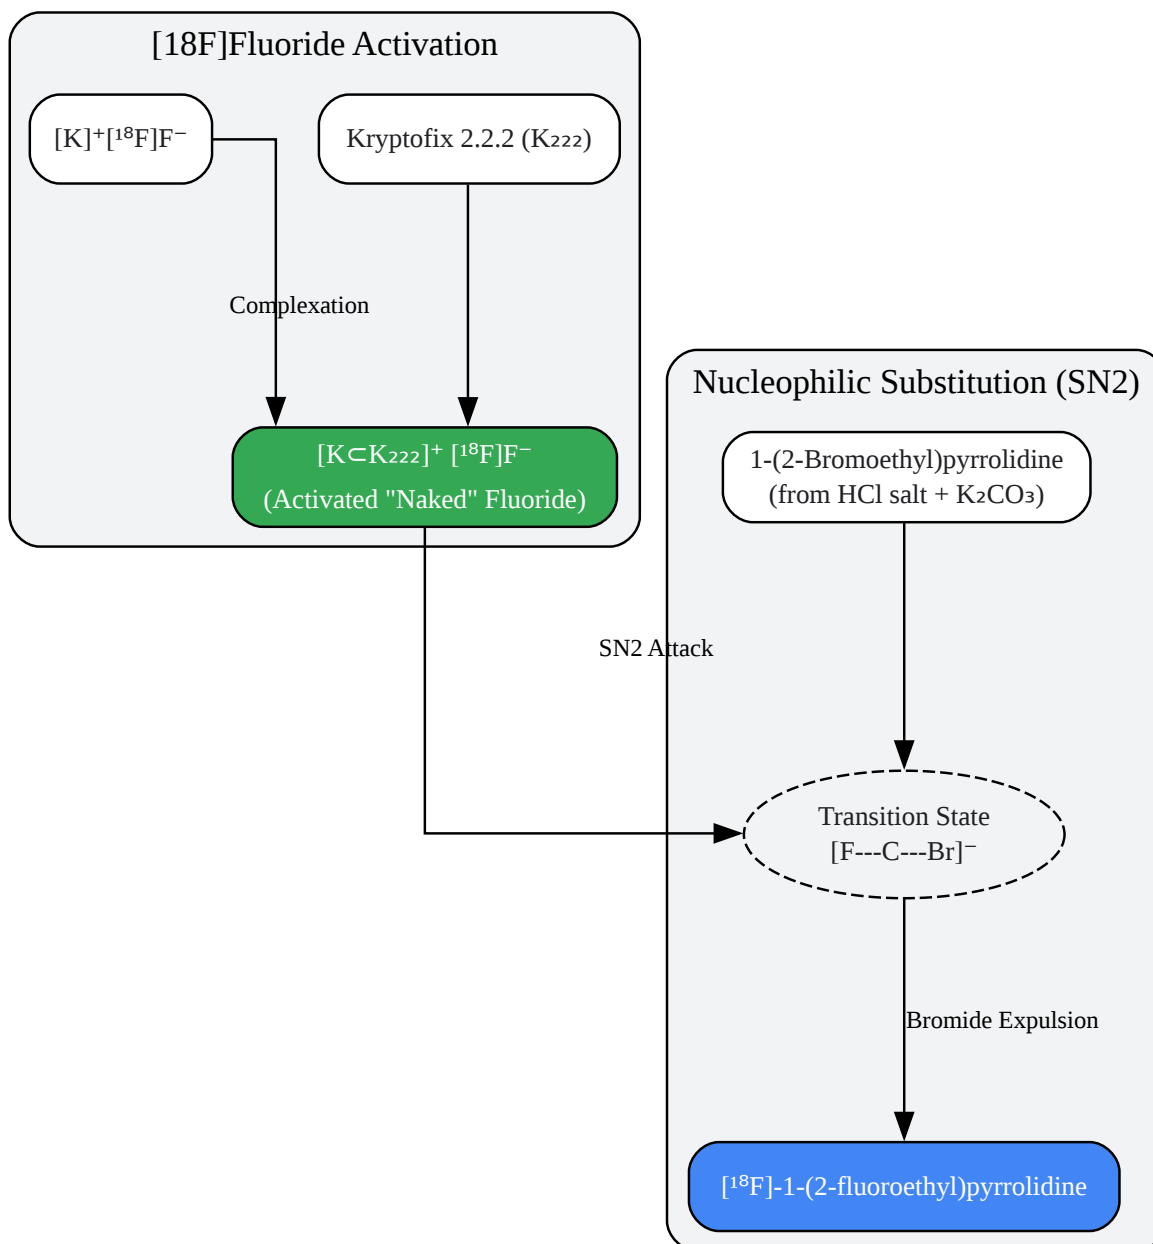 [18F]Fluoride Activation
[K]⁺[¹⁸F]F⁻
Kryptofix 2.2.2 (K₂₂₂)
Complexation
[K⊂K₂₂₂]⁺ [¹⁸F]F⁻
(Activated "Naked" Fluoride)
Nucleophilic Substitution (SN2)
1-(2-Bromoethyl)pyrrolidine
(from HCl salt + K₂CO₃)
SN2 Attack
Transition State
[F---C---Br]⁻
Bromide Expulsion
[¹⁸F]-1-(2-fluoroethyl)pyrrolidine